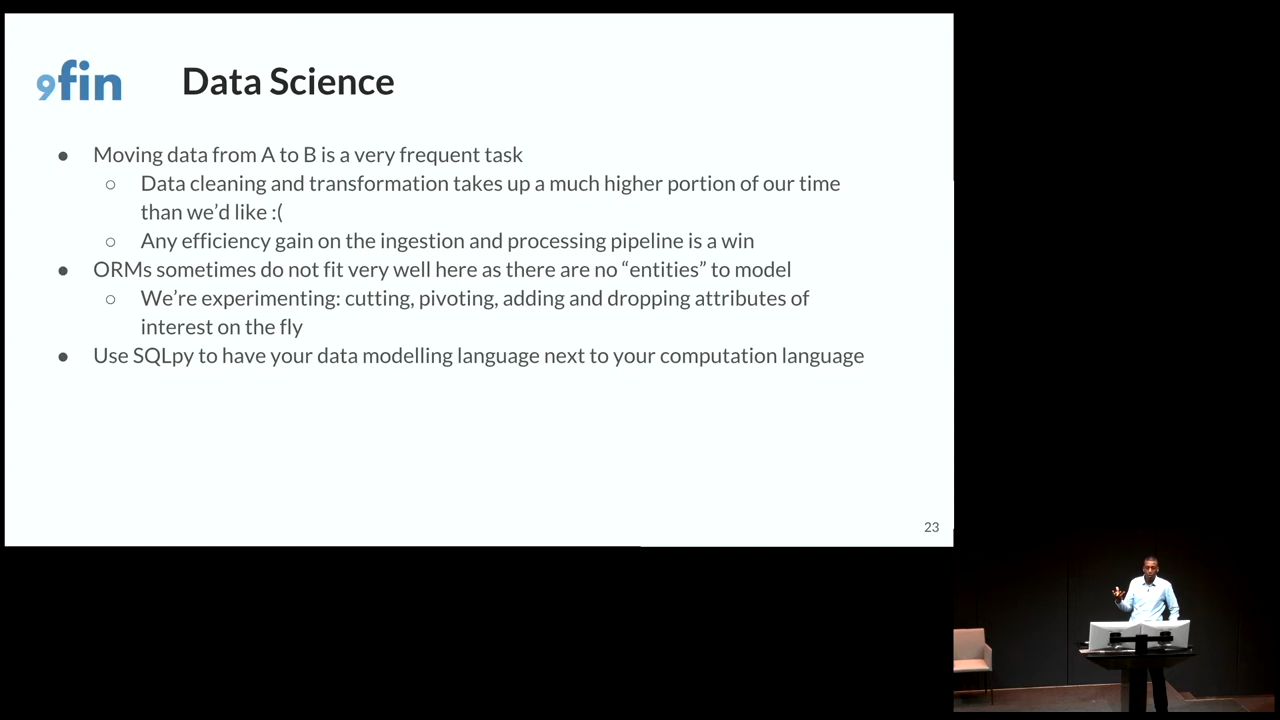 9fin
Data Science
● Moving data from A to B is a very frequent task
○ Data cleaning and transformation takes up a much higher portion of our time
than we’d like :(
○ Any efficiency gain on the ingestion and processing pipeline is a win
● ORMs sometimes do not fit very well here as there are no “entities” to model
○ We’re experimenting: cutting, pivoting, adding and dropping attributes of
interest on the fly
● Use SQLpy to have your data modelling language next to your computation language
23